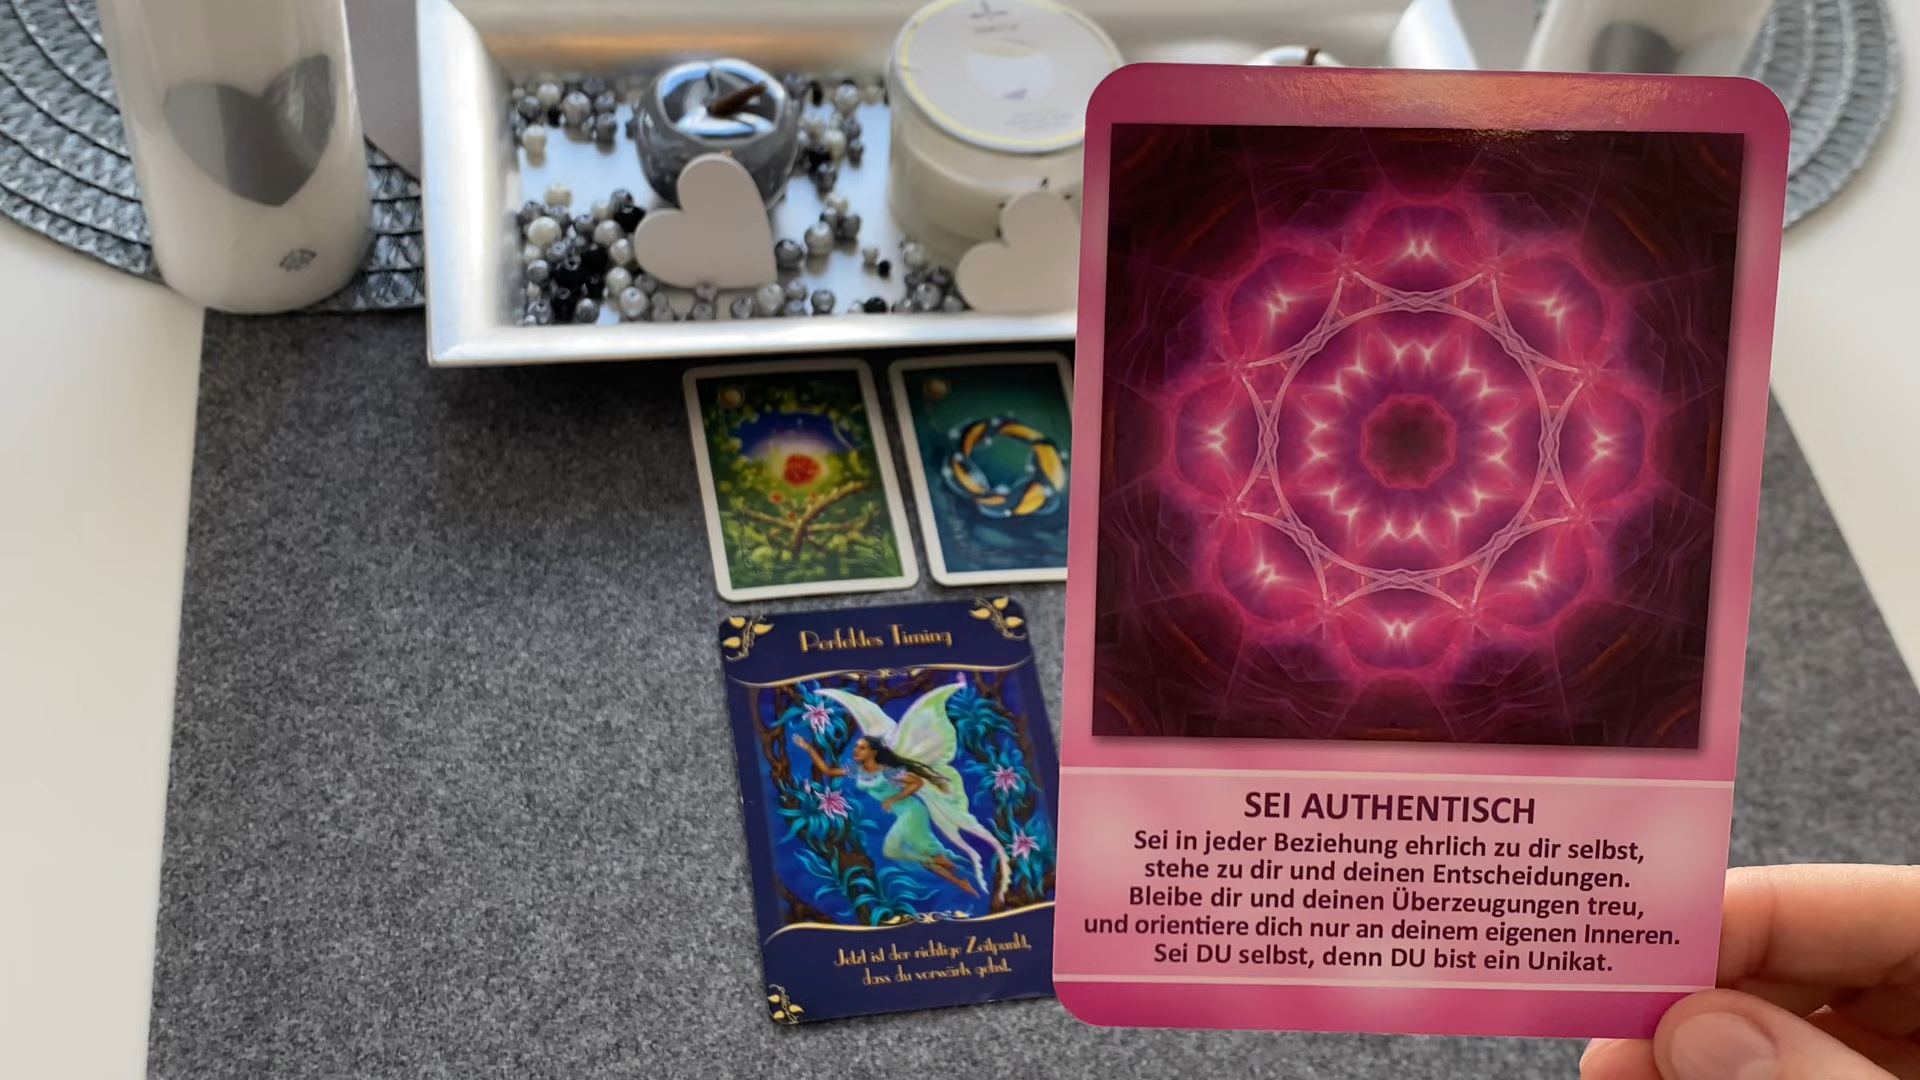 Perfektes Timing
Jetzt ist der richtige Zeitpunkt,
dass du vorwärts gehst.
SEI AUTHENTISCH
Sei in jeder Beziehung ehrlich zu dir selbst,
stehe zu dir und deinen Entscheidungen.
Bleibe dir und deinen Überzeugungen treu,
und orientiere dich nur an deinem eigenen Inneren.
Sei DU selbst, denn DU bist ein Unikat.